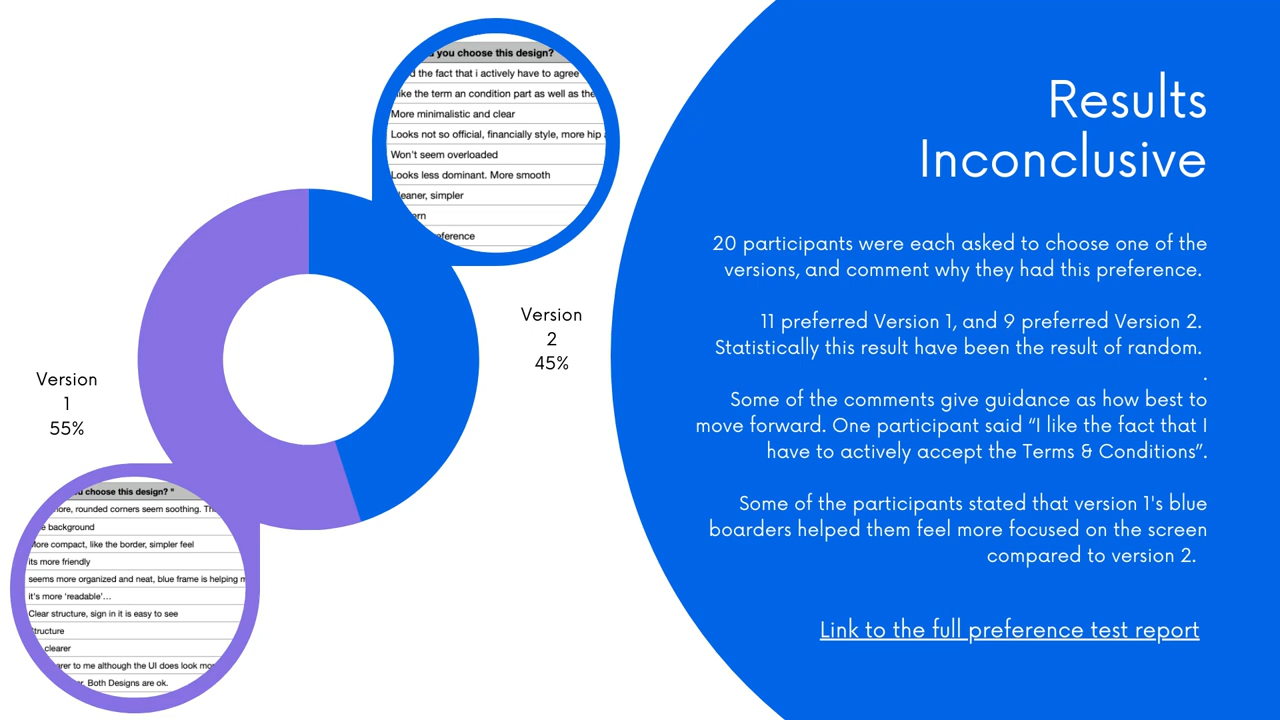 you choose this design?
the fact that i actively have to agree
like the term an condition part as well as the
More minimalistic and clear
Looks not so official, financially style, more hip
Won't seem overloaded
Looks less dominant. More smooth
simpler
Version
2
45%
Version
1
55%
choose this design? *
rounded corners seem soothing.
background
More compact, like the border, simpler feel
its more friendly
seems more organized and neat, blue frame is helping
it's more 'readable'...
Clear structure, sign in it is easy to see
Structure
clearer
to me although the UI does look
Both Designs are ok.
Results
Inconclusive
20 participants were each asked to choose one of the
versions, and comment why they had this preference.
11 preferred Version 1, and 9 preferred Version 2.
Statistically this result have been the result of random.
.
Some of the comments give guidance as how best to
move forward. One participant said “I like the fact that I
have to actively accept the Terms & Conditions”.
Some of the participants stated that version 1's blue
boarders helped them feel more focused on the screen
compared to version 2.
Link to the full preference test report